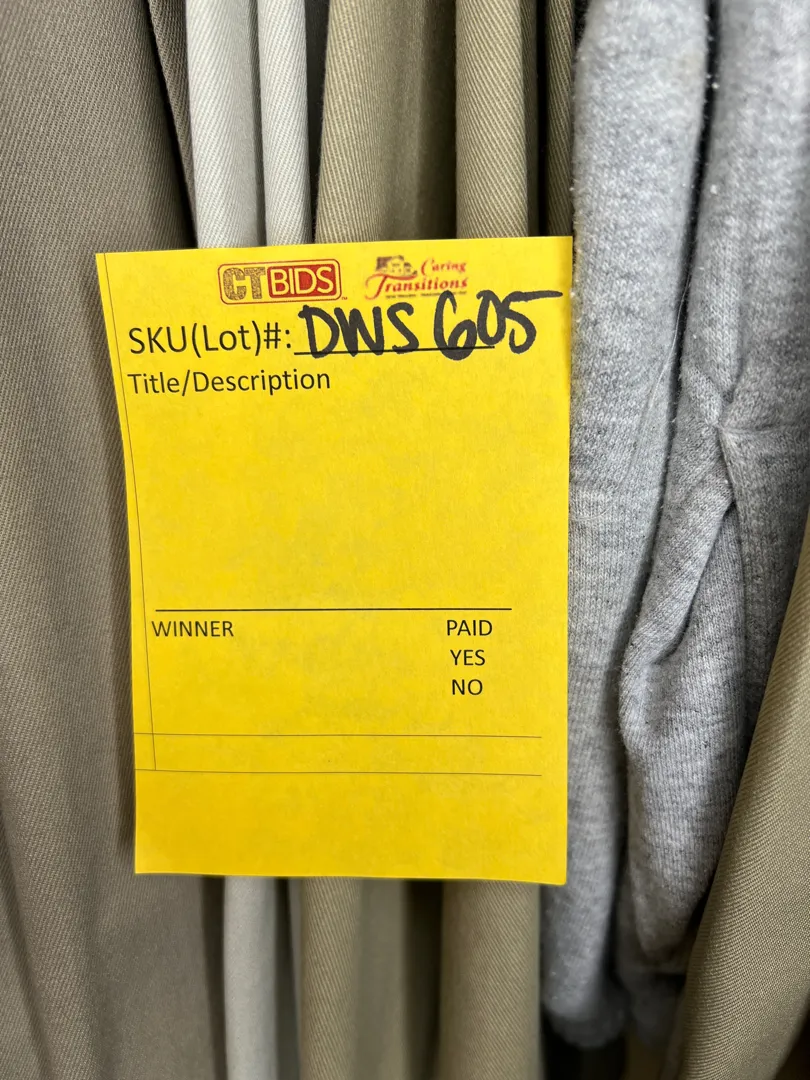 CTBIDS
Caring
Transitions
SKU(Lot)#: DWS 605
Title/Description
WINNER
PAID
YES
NO